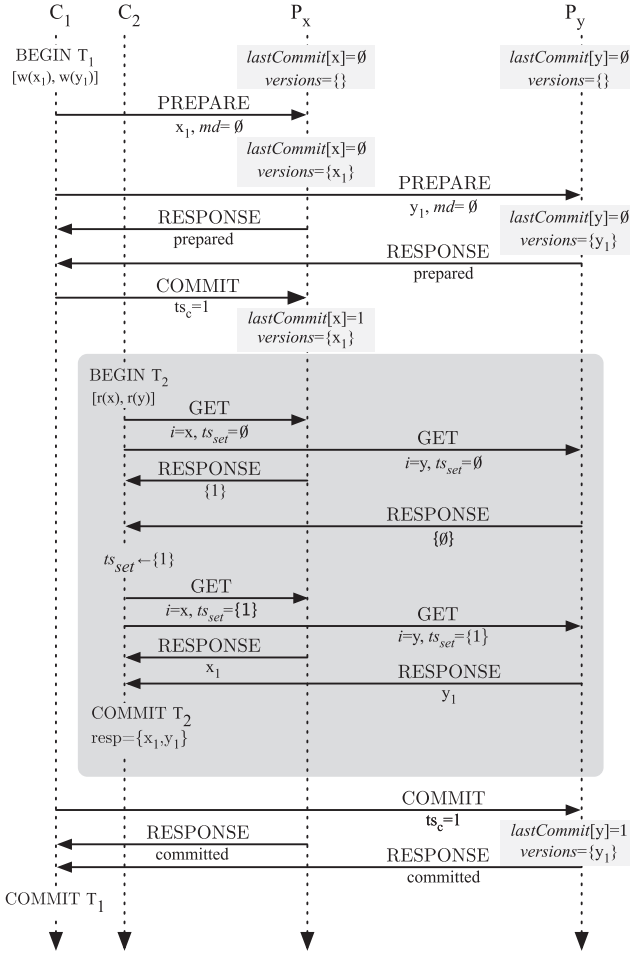 C1 C2 Px Py
BEGIN T1
[w(x1), w(y1)]
lastCommit[x]=∅
versions={}
lastCommit[y]=∅
versions={}
PREPARE
x1, md=∅
lastCommit[x]=∅
versions={x1}
PREPARE
y1, md=∅
lastCommit[y]=∅
versions={y1}
RESPONSE
prepared
RESPONSE
prepared
COMMIT
tsc=1
lastCommit[x]=1
versions={x1}
BEGIN T2
[r(x), r(y)]
GET
i=x, tsset=∅
GET
i=y, tsset=∅
RESPONSE
{1}
RESPONSE
{∅}
tsset←{1}
GET
i=x, tsset={1}
GET
i=y, tsset={1}
RESPONSE
x1
RESPONSE
y1
COMMIT T2
resp={x1,y1}
COMMIT
tsc=1
lastCommit[y]=1
versions={y1}
RESPONSE
committed
RESPONSE
committed
COMMIT T1